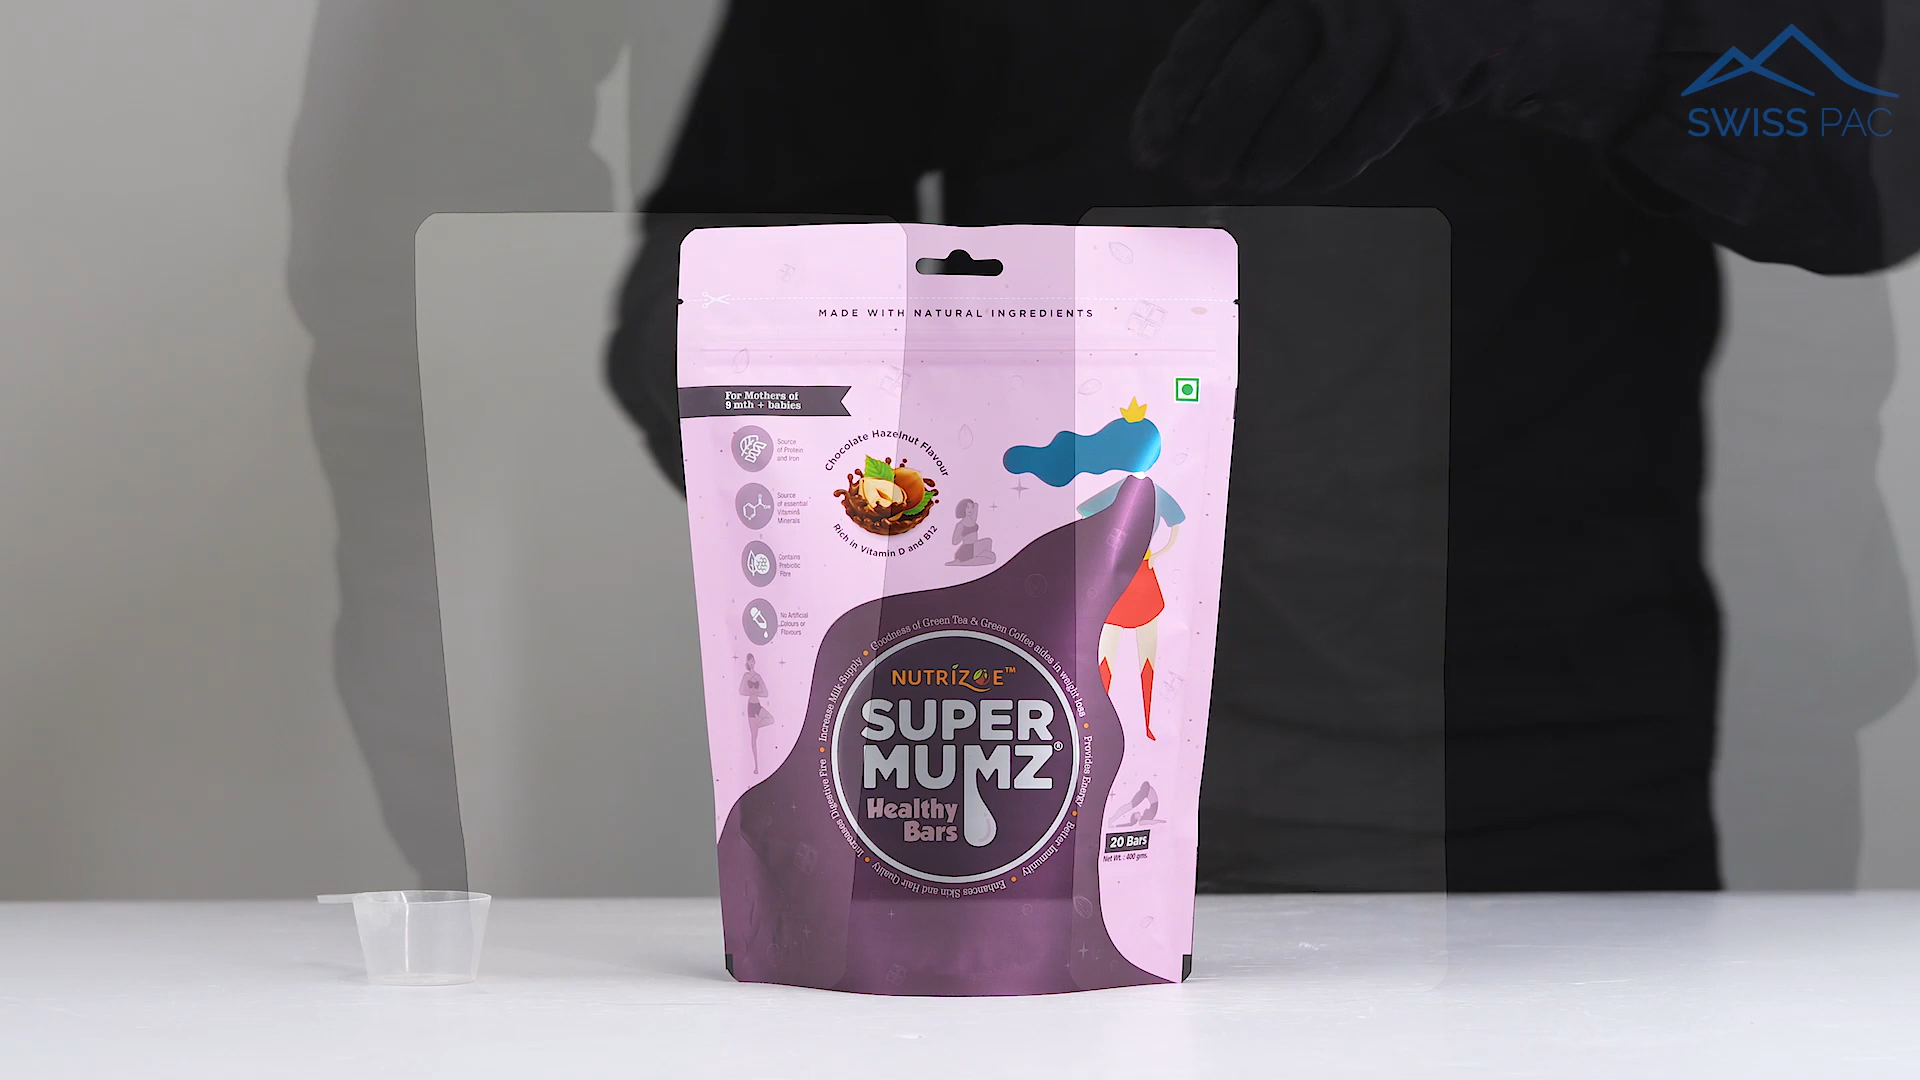 SWISS PAC
MADE WITH NATURAL INGREDIENTS
For Mothers of
9 mth + babies
Source
of Protein
and Iron
Chocolate Hazelnut Flavour
Rich in Vitamin D and B12
Source
of essential
Vitamins
Minerals
Contains
Prebiotic
Fibre
No Artificial
Colours or
Flavours
Goodness of Green Tea & Green Coffee aides in weight loss • Provides Energy • Better Immunity • Enhances Skin and Hair Quality • Increases Digestive Fire • Increase Milk Supply •
NUTRIZOE™
SUPER
MUMZ®
Healthy
Bars
20 Bars
Net Wt. : 400 gms.